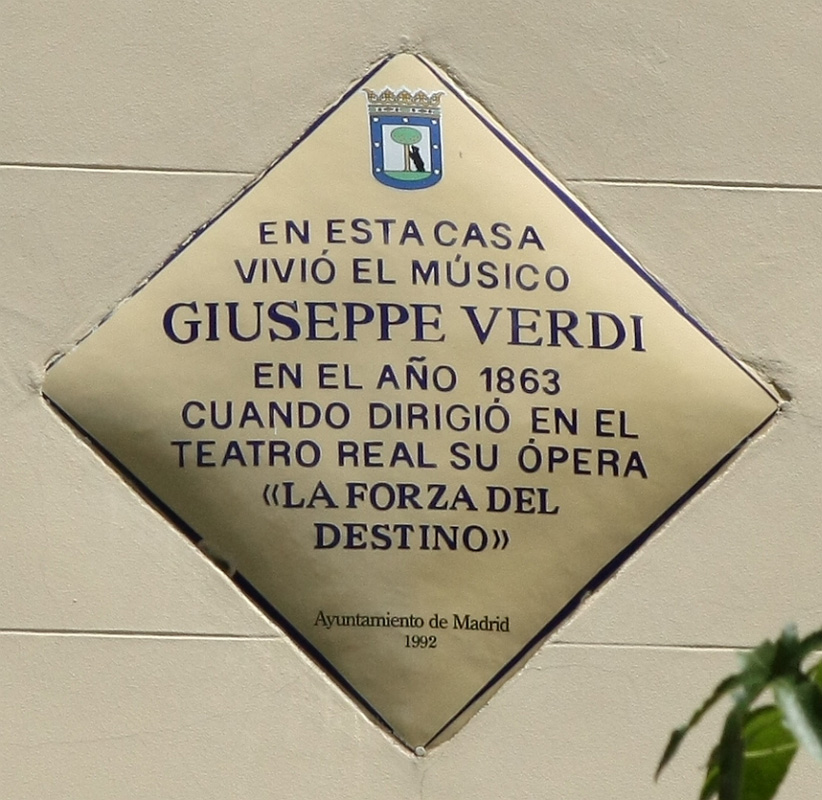 EN ESTA CASA
VIVIÓ EL MÚSICO
GIUSEPPE VERDI
EN EL AÑO 1863
CUANDO DIRIGIÓ EN EL
TEATRO REAL SU ÓPERA
«LA FORZA DEL
DESTINO»
Ayuntamiento de Madrid
1992